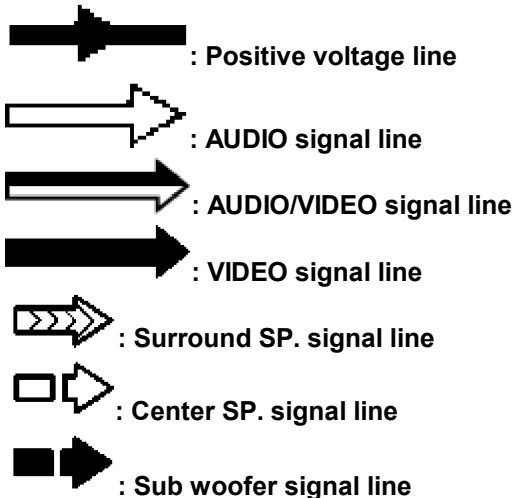 : Positive voltage line
: AUDIO signal line
: AUDIO/VIDEO signal line
: VIDEO signal line
: Surround SP. signal line
: Center SP. signal line
: Sub woofer signal line